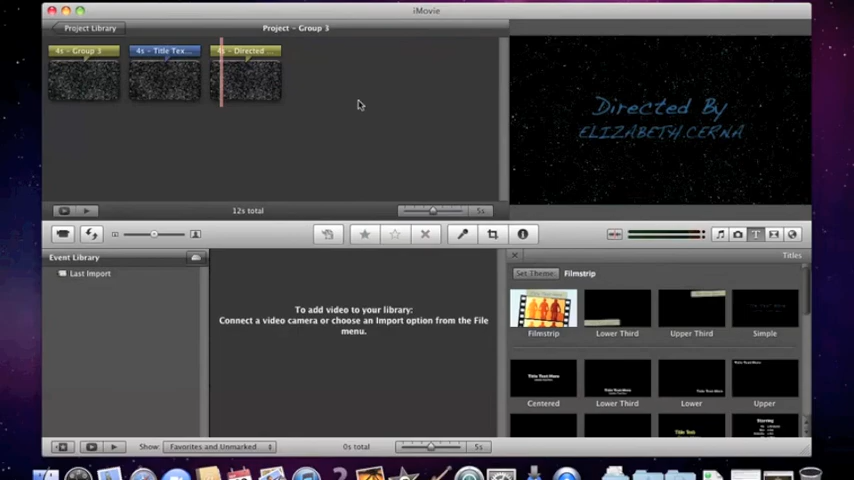 iMovie
Project Library
Project - Group 3
4s - Group 3
4s - Title Tex...
4s - Directed ...
Directed By
ELIZABETH.CERNA
12s total
5s
Event Library
Last Import
To add video to your library:
Connect a video camera or choose an Import option from the File
menu.
Titles
Set Theme...
Filmstrip
Filmstrip
Lower Third
Upper Third
Simple
Title Text Here
Centered
Lower Third
Lower
Upper
Show:
Favorites and Unmarked
0s total
5s